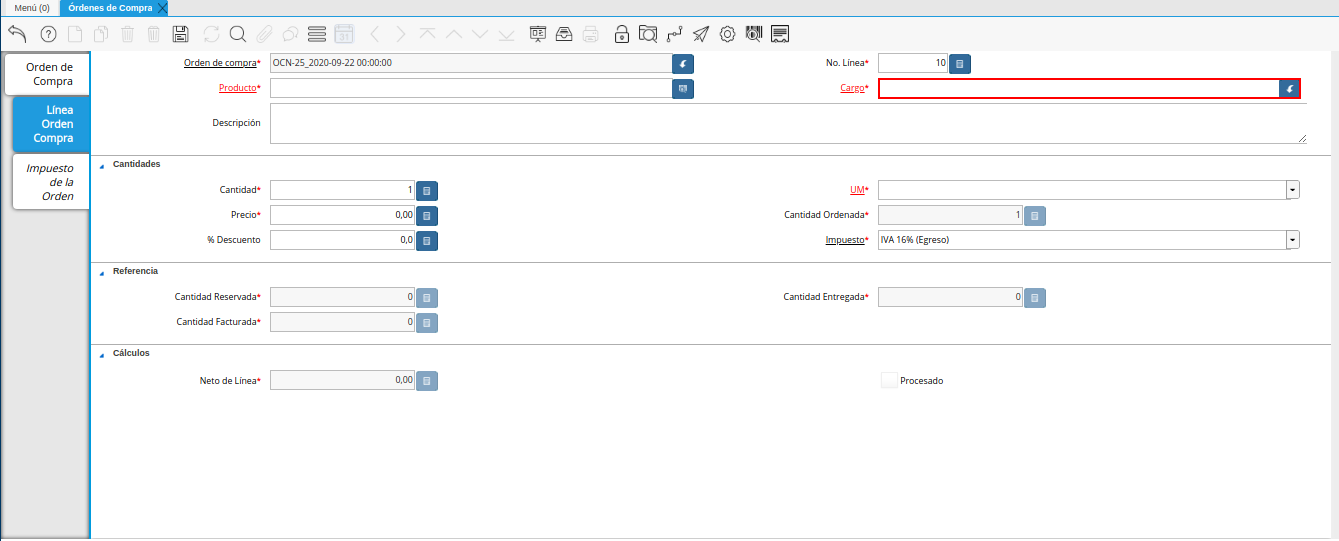 Menú (0) Órdenes de Compra
31
Orden de Compra
Línea Orden Compra
Impuesto de la Orden
Orden de compra* OCN-25_2020-09-22 00:00:00 No. Línea* 10
Producto* Cargo*
Descripción
Cantidades
Cantidad* 1 UM*
Precio* 0,00 Cantidad Ordenada* 1
% Descuento 0,0 Impuesto* IVA 16% (Egreso)
Referencia
Cantidad Reservada* 0 Cantidad Entregada* 0
Cantidad Facturada* 0
Cálculos
Neto de Línea* 0,00 Procesado